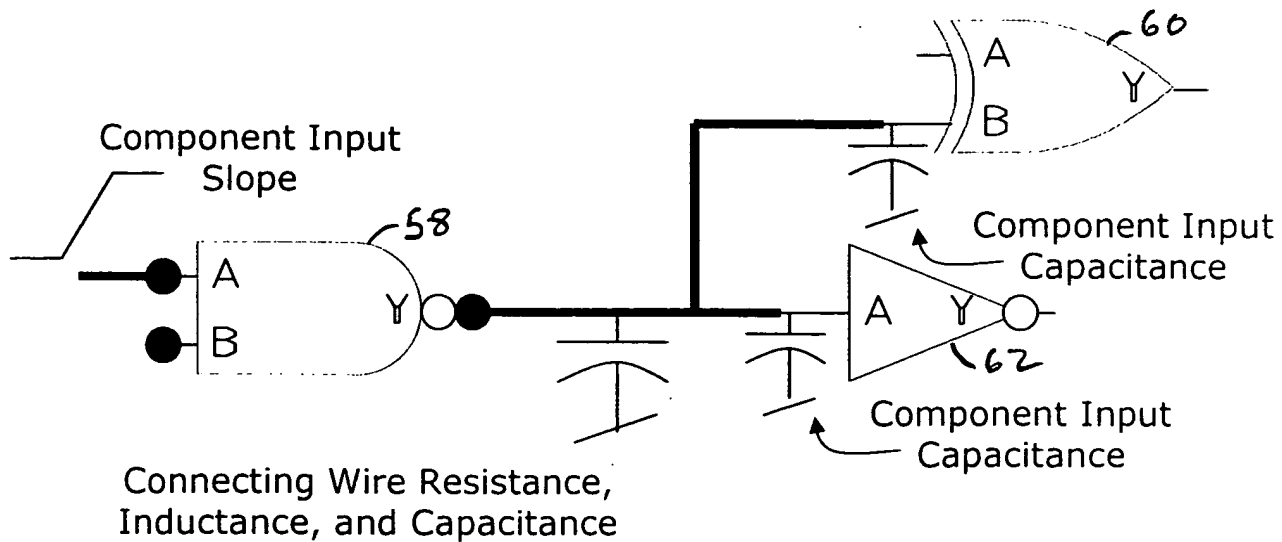 60
A
Y
B
Component Input
Slope
58
A
Y
B
Component Input
Capacitance
A
Y
62
Component Input
Capacitance
Connecting Wire Resistance,
Inductance, and Capacitance